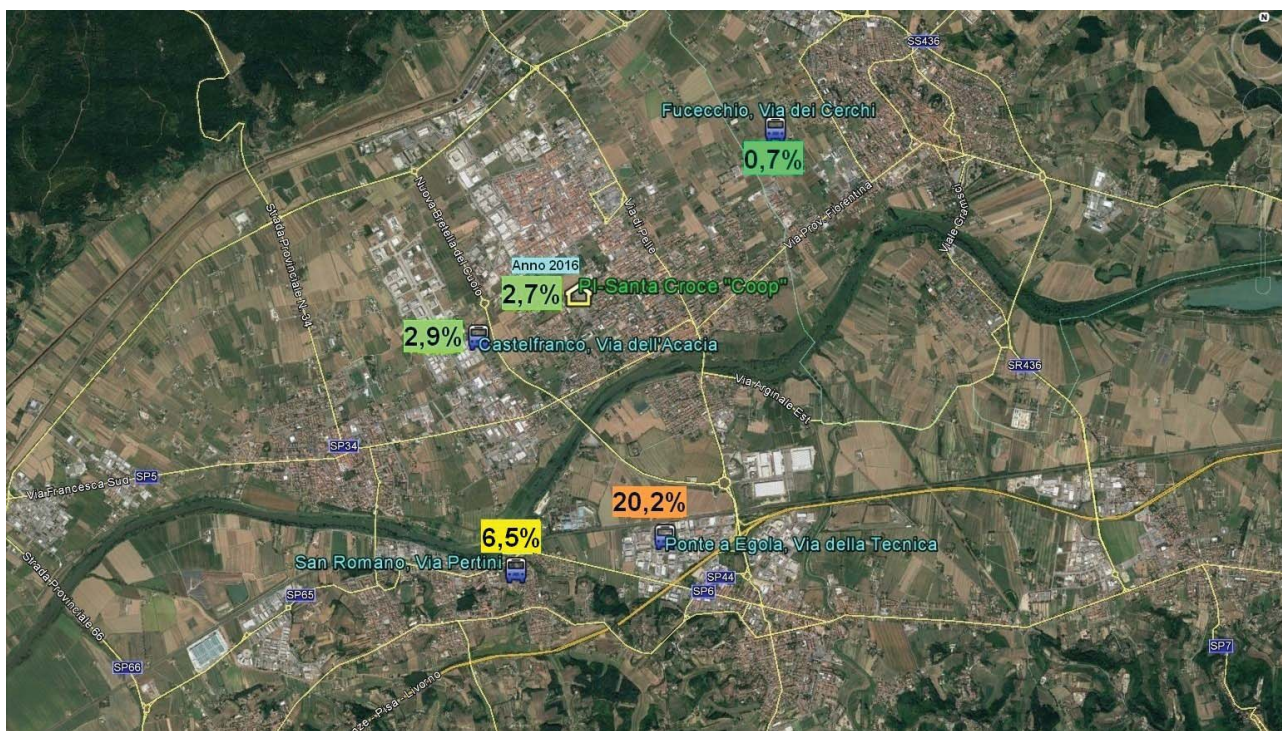 N
SS436
Fucecchio, Via dei Cerchi
0,7%
Nuova Bretella del Cuoio
Via di Pelle
Via Prov. Fiorentina
Strada Provinciale N. 34
Anno 2016
2,7%
PI-Santa Croce "Coop"
2,9%
Castelfranco, Via dell'Acacia
SR436
Via Arginale Est
SP34
SP5
Via Francesca Sud
20,2%
6,5%
Ponte a Egola, Via della Tecnica
San Romano, Via Pertini
SP44
SP6
SP65
Strada Provinciale 66
SP66
SP7
Pisa - Livorno